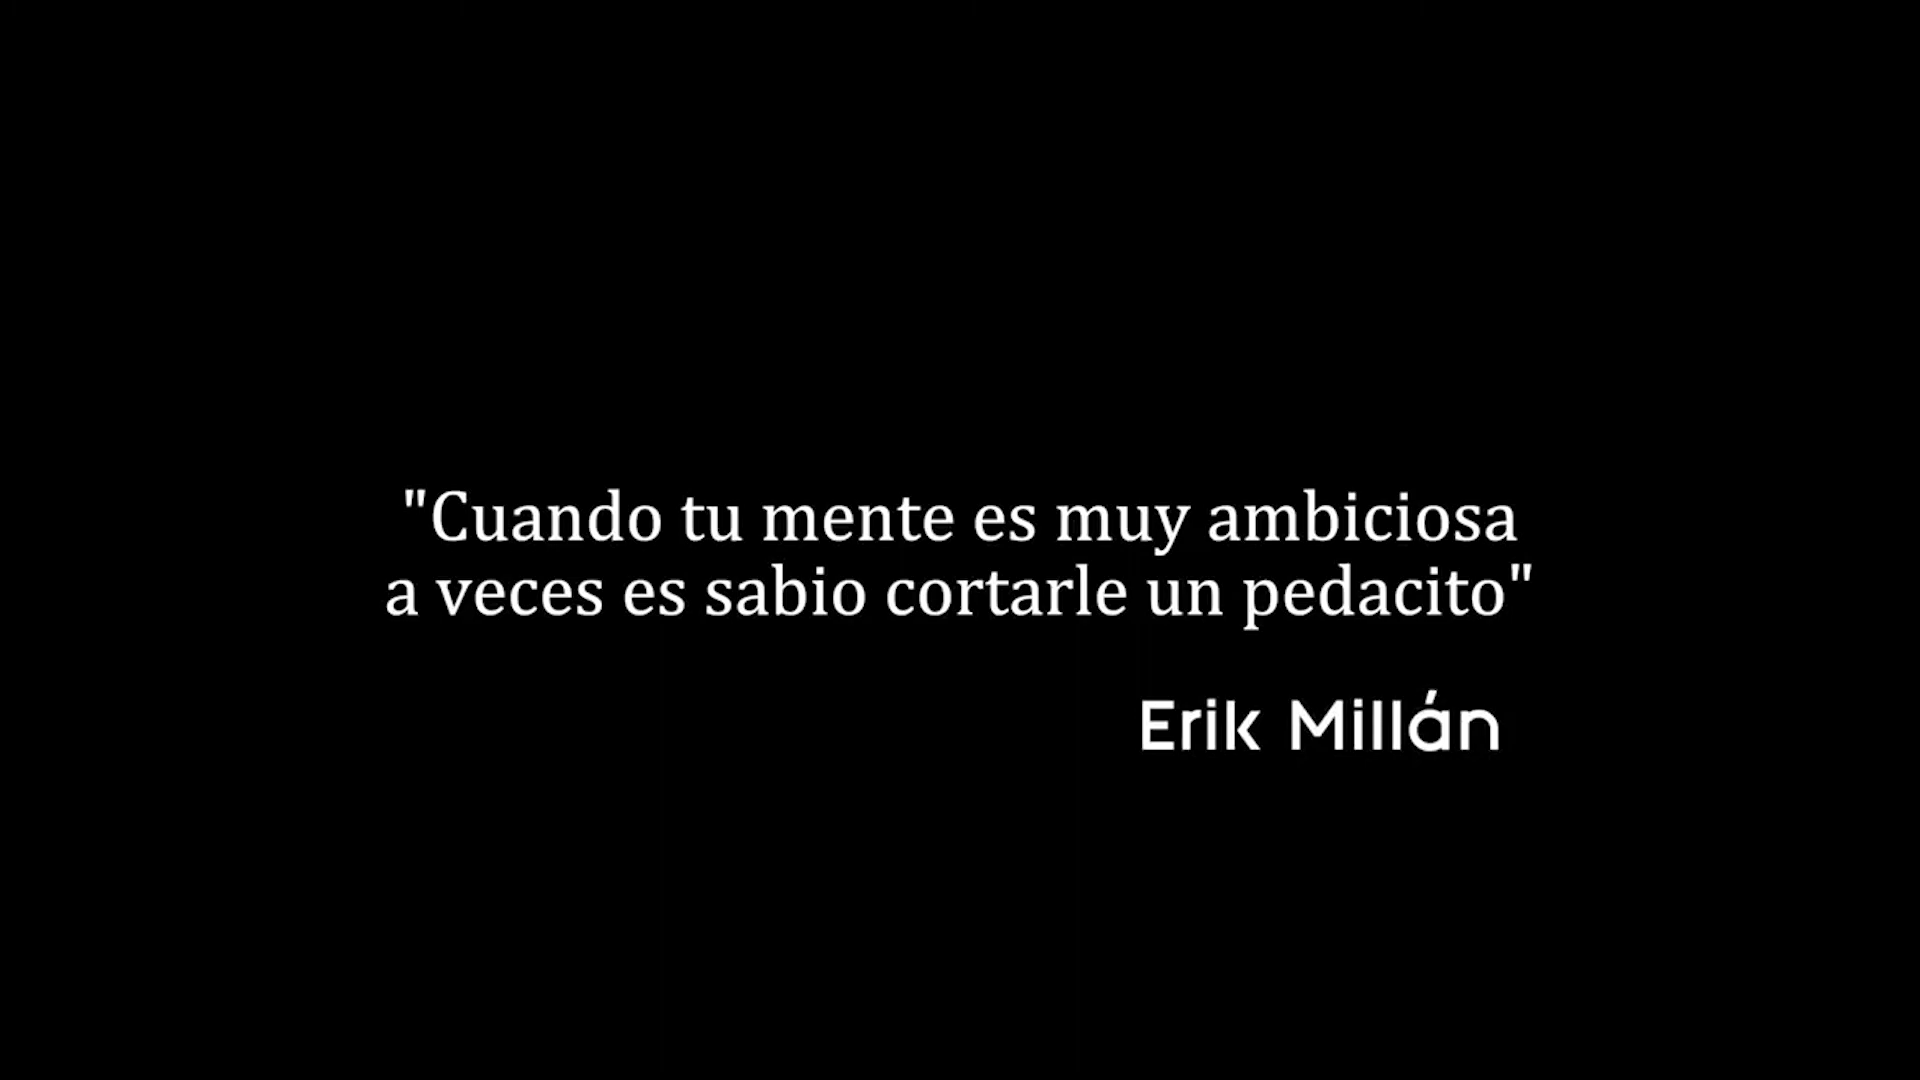 "Cuando tu mente es muy ambiciosa
a veces es sabio cortarle un pedacito"
Erik Millán